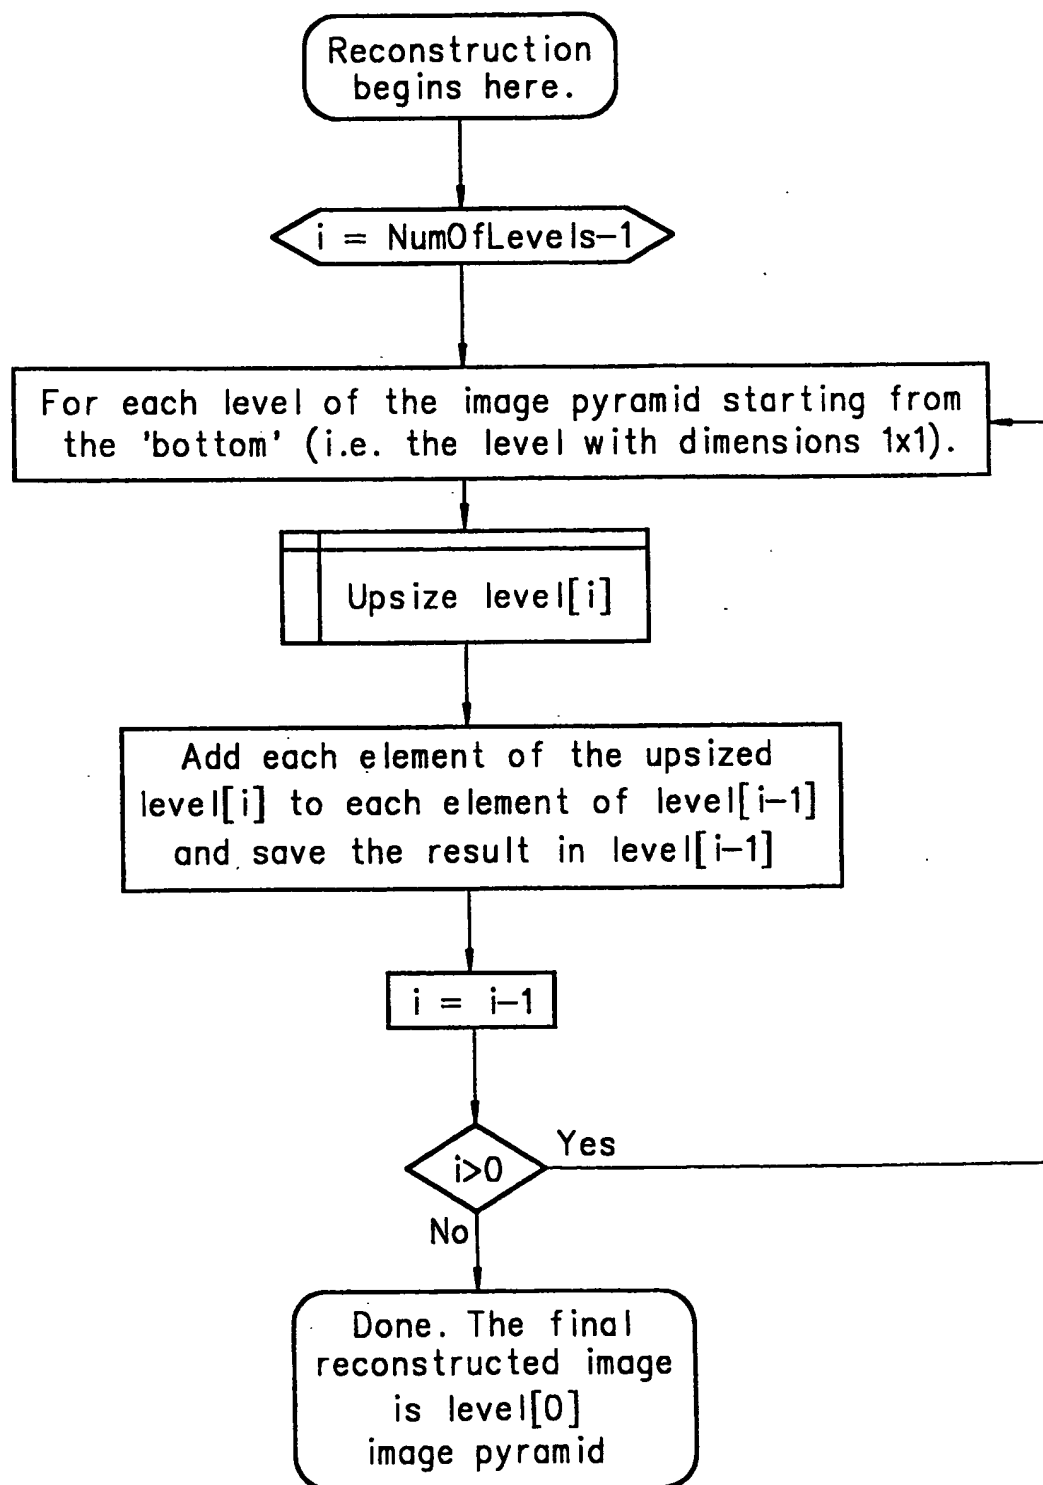 Reconstruction
begins here.
i = NumOfLevels-1
For each level of the image pyramid starting from
the 'bottom' (i.e. the level with dimensions 1x1).
Upsize level[i]
Add each element of the upsized
level[i] to each element of level[i-1]
and save the result in level[i-1]
i = i-1
i>0
Yes
No
Done. The final
reconstructed image
is level[0]
image pyramid